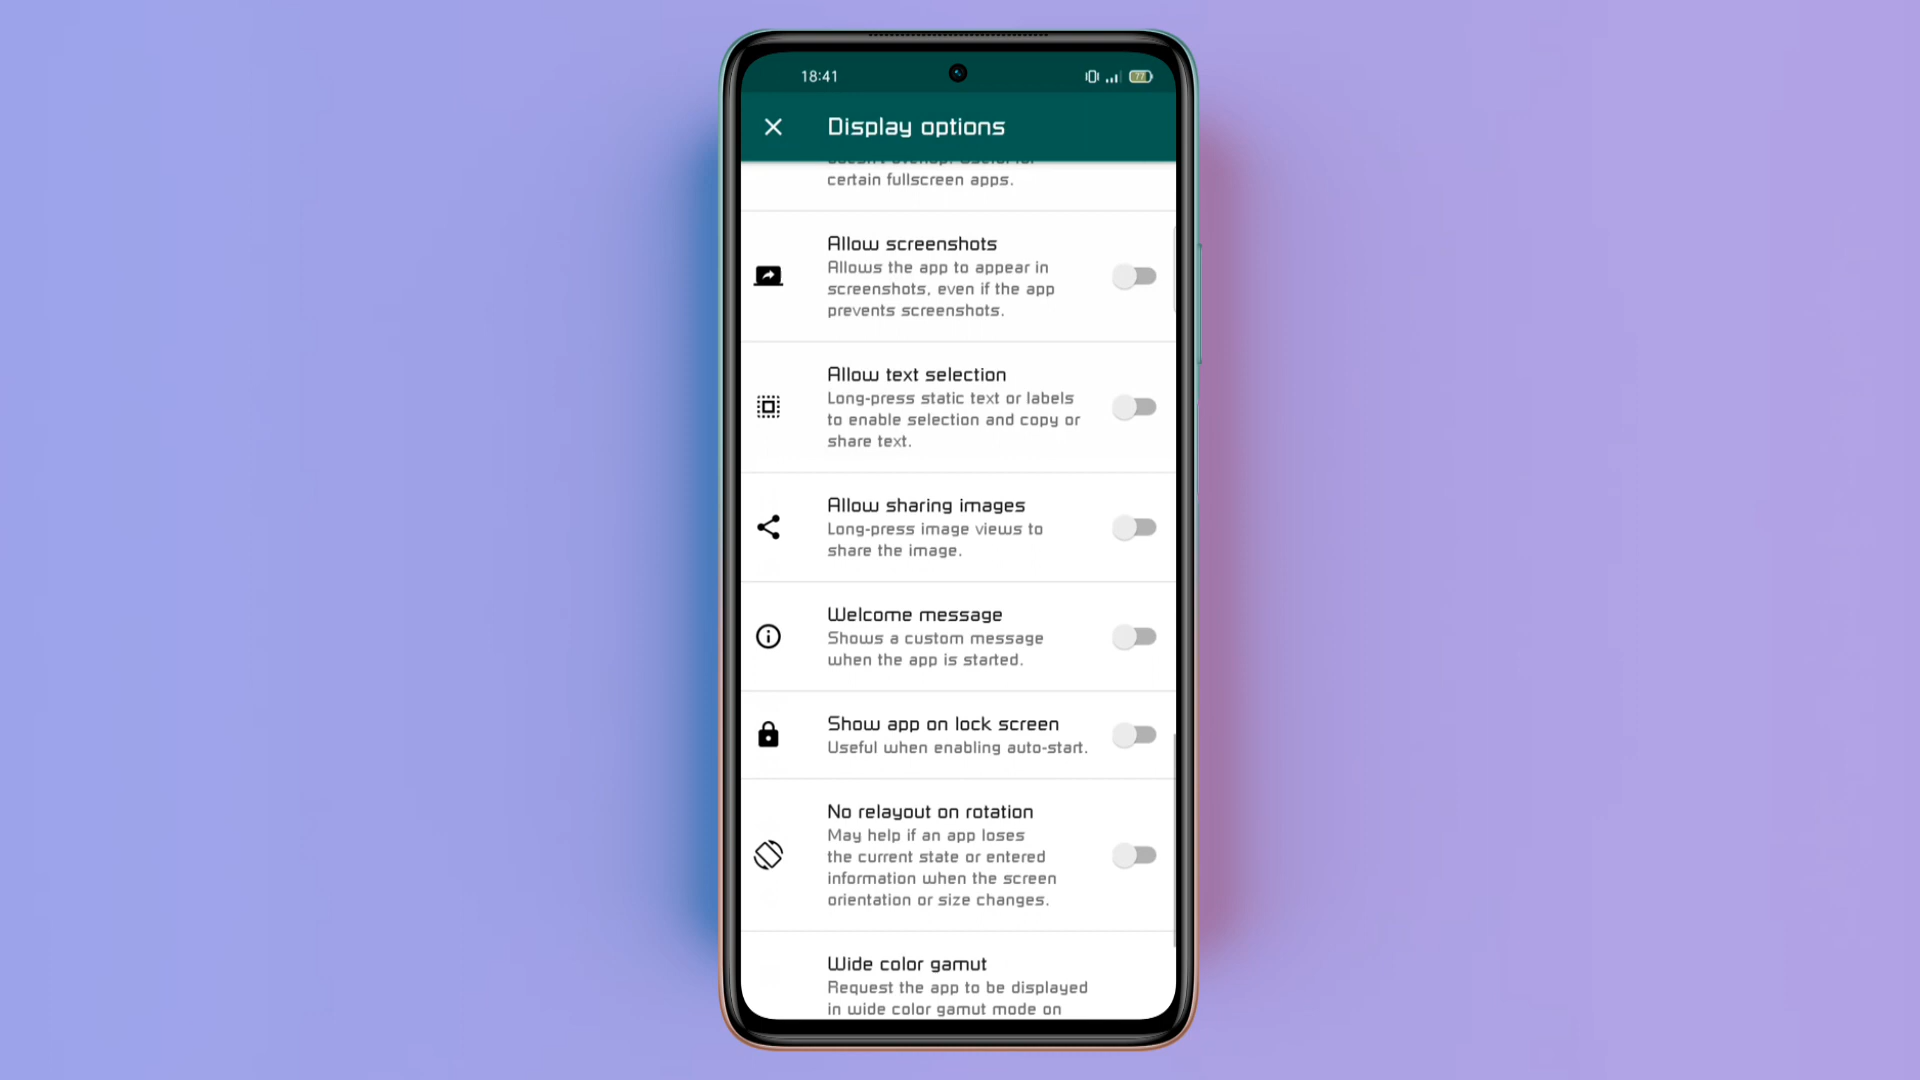 18:41
77
Display options
certain fullscreen apps.
Allow screenshots
Allows the app to appear in
screenshots, even if the app
prevents screenshots.
Allow text selection
Long-press static text or labels
to enable selection and copy or
share text.
Allow sharing images
Long-press image views to
share the image.
Welcome message
Shows a custom message
when the app is started.
Show app on lock screen
Useful when enabling auto-start.
No relayout on rotation
May help if an app loses
the current state or entered
information when the screen
orientation or size changes.
Wide color gamut
Request the app to be displayed
in wide color gamut mode on